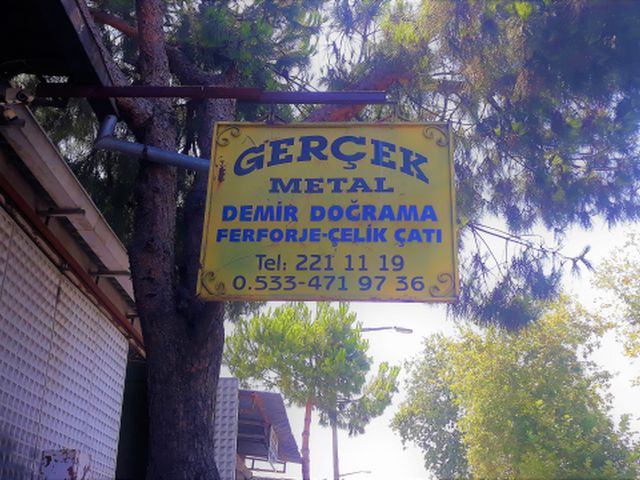 GERÇEK
METAL
DEMİR DOĞRAMA
FERFORJE-ÇELİK ÇATI
Tel: 221 11 19
0.533-471 97 36